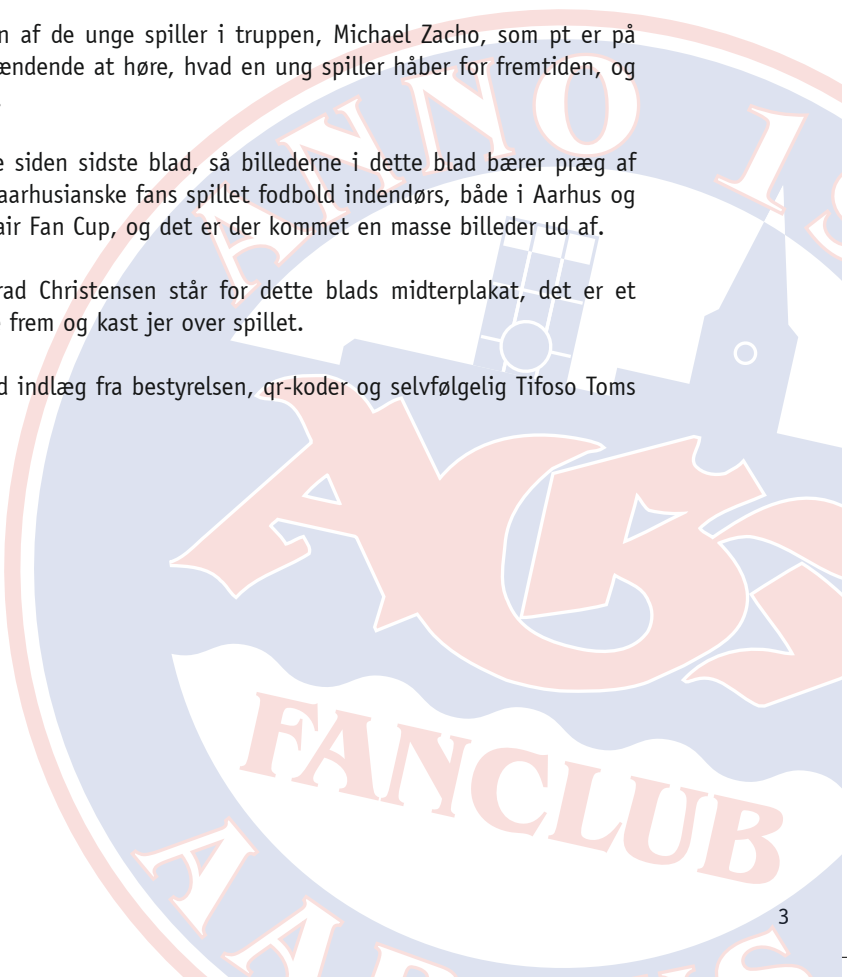 n af de unge spiller i truppen, Michael Zacho, som pt er på
ændende at høre, hvad en ung spiller håber for fremtiden, og
e siden sidste blad, så billederne i dette blad bærer præg af
aarhusianske fans spillet fodbold indendørs, både i Aarhus og
air Fan Cup, og det er der kommet en masse billeder ud af.
rad Christensen står for dette blads midterplakat, det er et
frem og kast jer over spillet.
d indlæg fra bestyrelsen, qr-koder og selvfølgelig Tifoso Toms
ANNO 19
AGF
FANCLUB
AARHUS
3